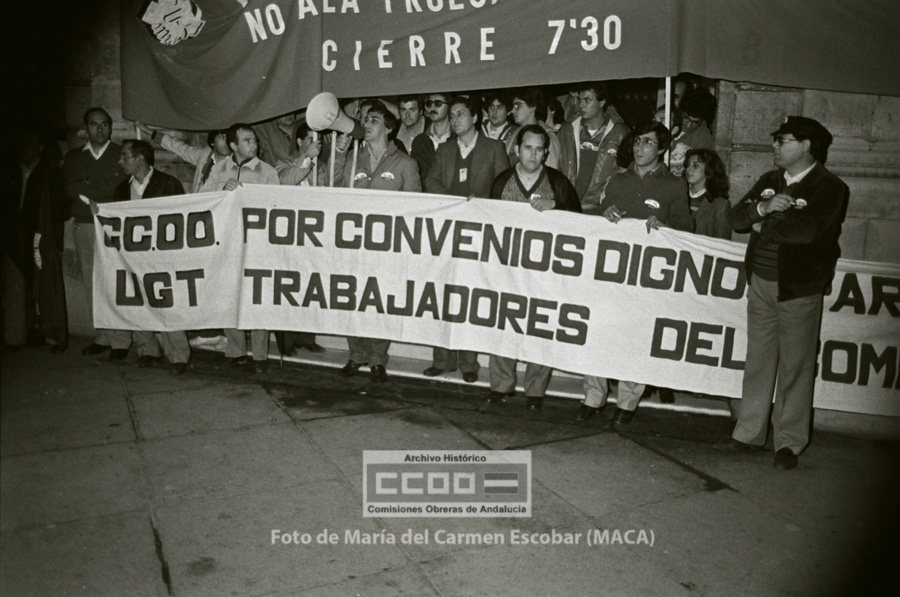 NO A LA
CIERRE 7'30
CC.OO. POR CONVENIOS DIGNO
UGT TRABAJADORES DEL
Archivo Histórico
CCOO
Comisiones Obreras de Andalucía
Foto de María del Carmen Escobar (MACA)